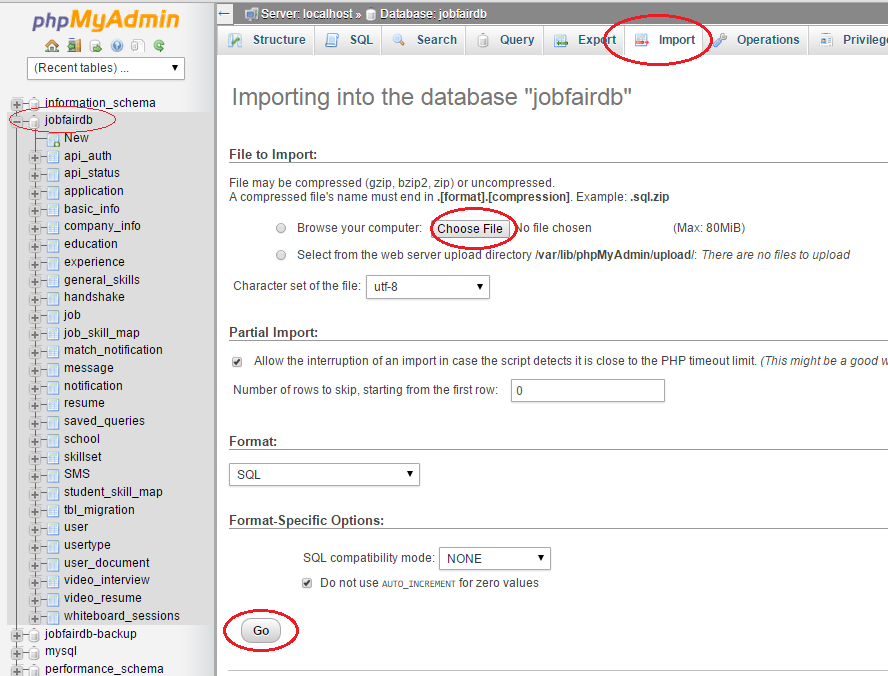 phpMyAdmin
(Recent tables) ...
information_schema
jobfairdb
New
api_auth
api_status
application
basic_info
company_info
education
experience
general_skills
handshake
job
job_skill_map
match_notification
message
notification
resume
saved_queries
school
skillset
SMS
student_skill_map
tbl_migration
user
usertype
user_document
video_interview
video_resume
whiteboard_sessions
jobfairdb-backup
mysql
performance_schema
Server: localhost » Database: jobfairdb
Structure SQL Search Query Export Import Operations Privileg
Importing into the database "jobfairdb"
File to Import:
File may be compressed (gzip, bzip2, zip) or uncompressed.
A compressed file's name must end in .[format].[compression]. Example: .sql.zip
Browse your computer: Choose File No file chosen (Max: 80MiB)
Select from the web server upload directory /var/lib/phpMyAdmin/upload/: There are no files to upload
Character set of the file: utf-8
Partial Import:
Allow the interruption of an import in case the script detects it is close to the PHP timeout limit. (This might be a good w
Number of rows to skip, starting from the first row: 0
Format:
SQL
Format-Specific Options:
SQL compatibility mode: NONE
Do not use AUTO_INCREMENT for zero values
Go